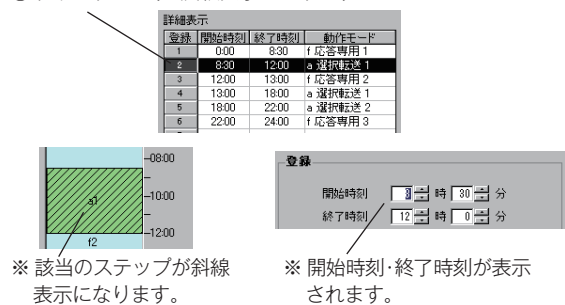 詳細表示
登録 開始時刻 終了時刻 動作モード
1 0:00 8:30 f 応答専用 1
2 8:30 12:00 a 選択転送 1
3 12:00 13:00 f 応答専用 2
4 13:00 18:00 a 選択転送 1
5 18:00 22:00 a 選択転送 2
6 22:00 24:00 f 応答専用 3
08:00
a1
10:00
12:00
f2
登録
開始時刻 8 時 30 分
終了時刻 12 時 0 分
※ 該当のステップが斜線
表示になります。
※ 開始時刻・終了時刻が表示
されます。